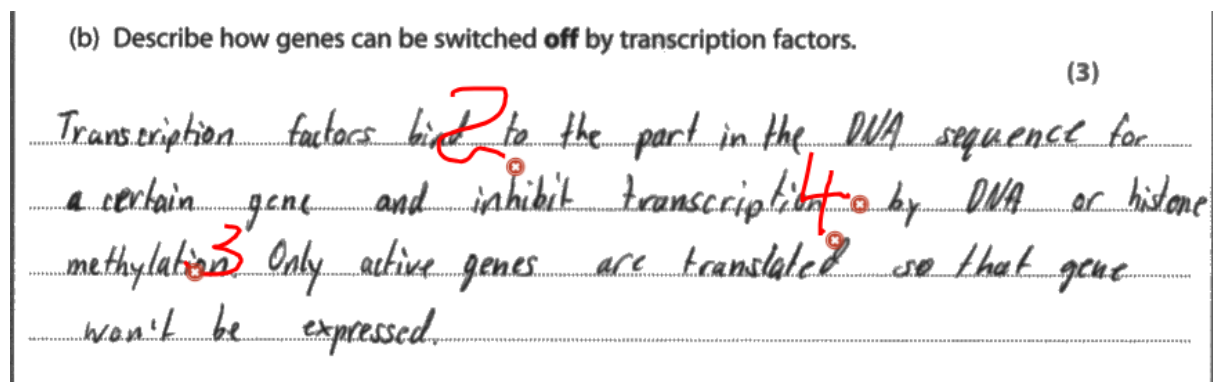 (b) Describe how genes can be switched off by transcription factors.
(3)
Transcription factors bind to the part in the DNA sequence for
a certain gene and inhibit transcription by DNA or histone
methylation. Only active genes are translated so that gene
won't be expressed.
2
4
3